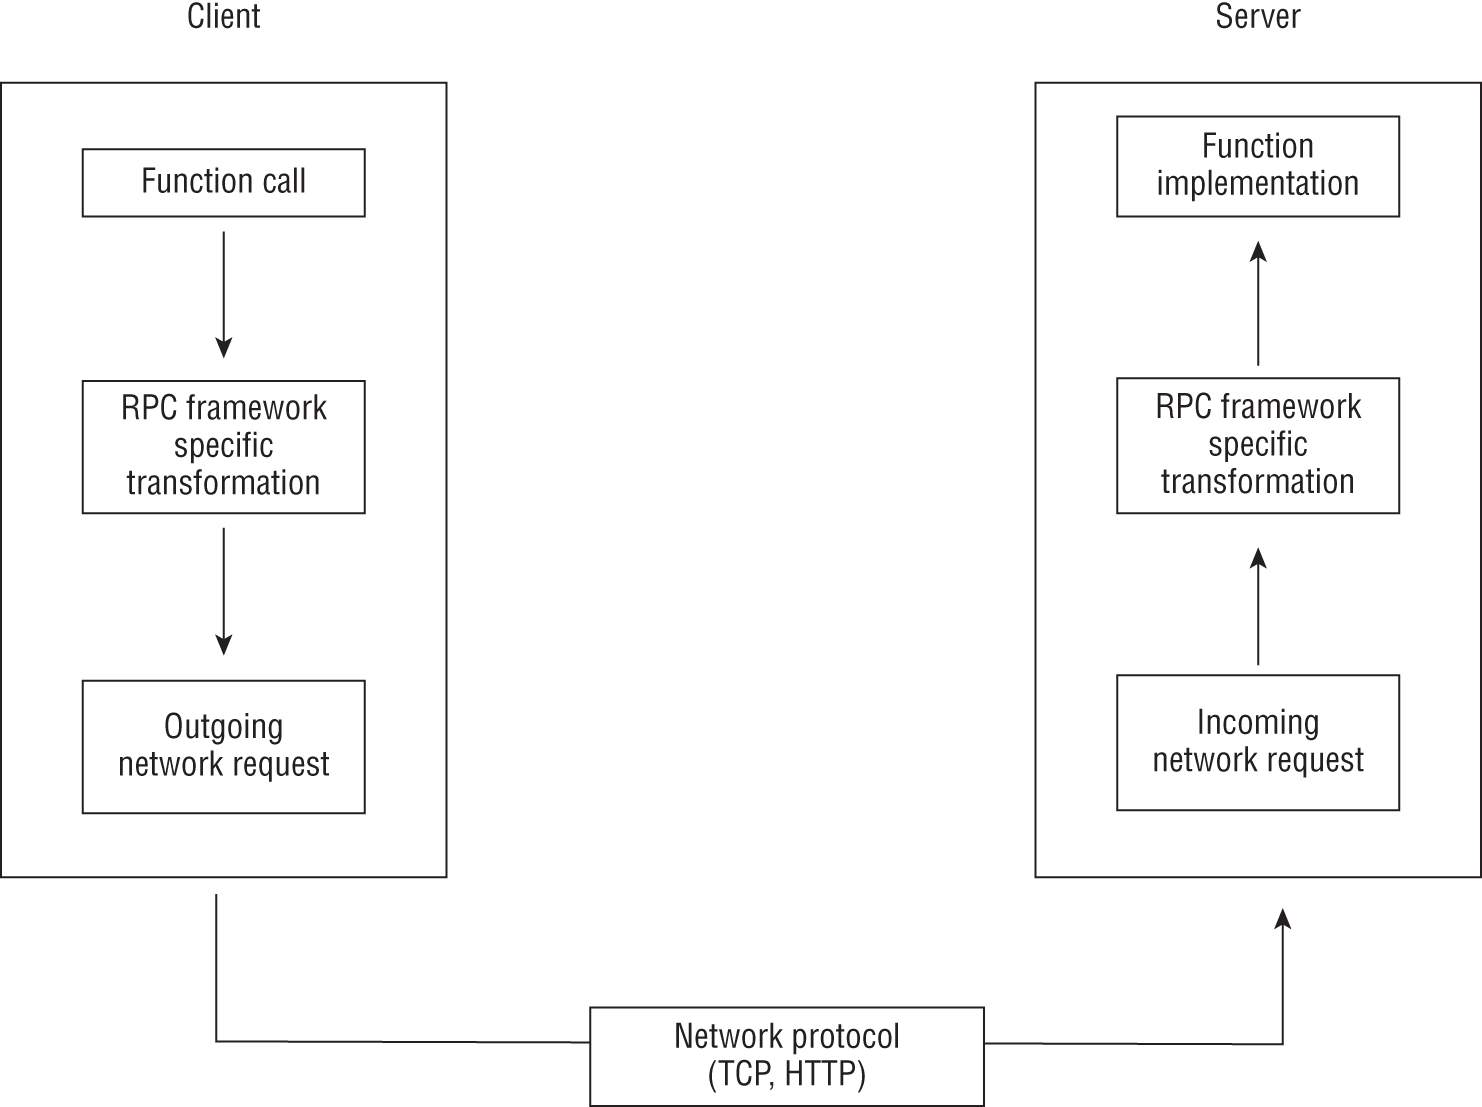 Client
Function call
RPC framework
specific
transformation
Outgoing
network request
Server
Function
implementation
RPC framework
specific
transformation
Incoming
network request
Network protocol
(TCP, HTTP)